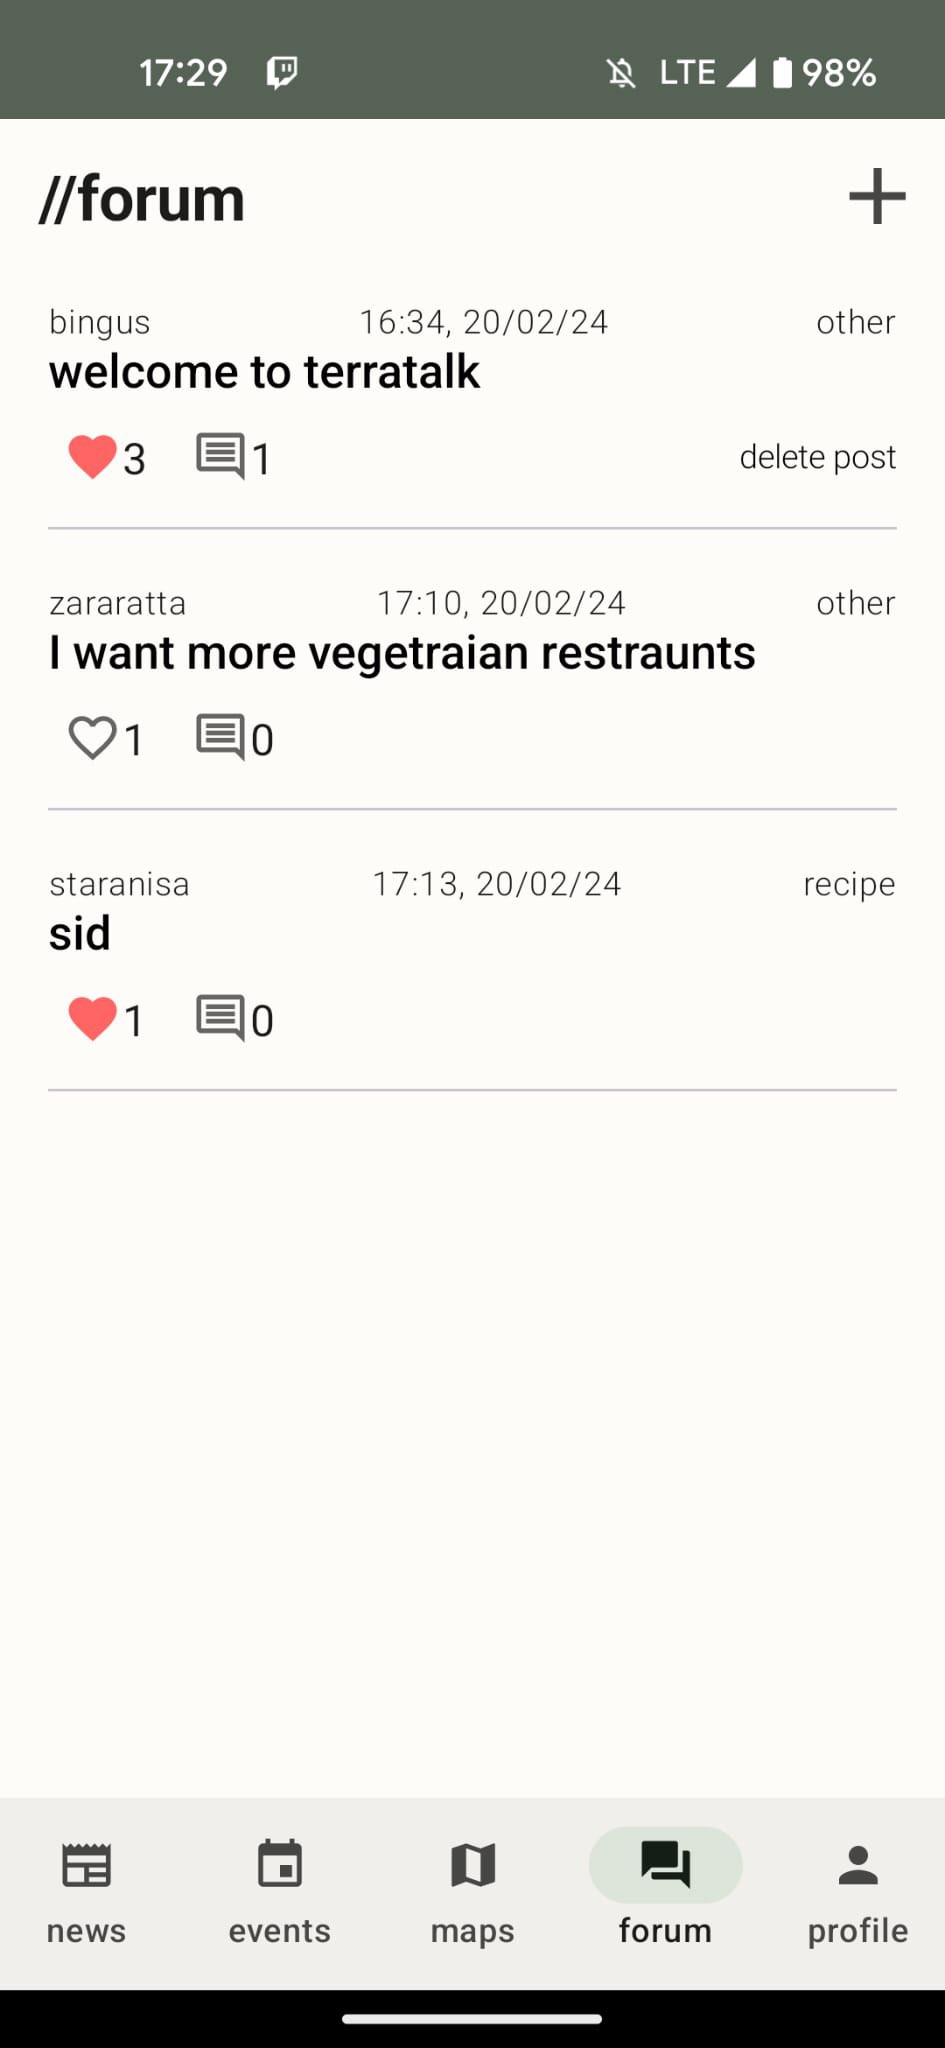 17:29 LTE 98%
//forum
bingus 16:34, 20/02/24 other
welcome to terratalk
3 1 delete post
zararatta 17:10, 20/02/24 other
I want more vegetraian restraunts
1 0
staranisa 17:13, 20/02/24 recipe
sid
1 0
news events maps forum profile